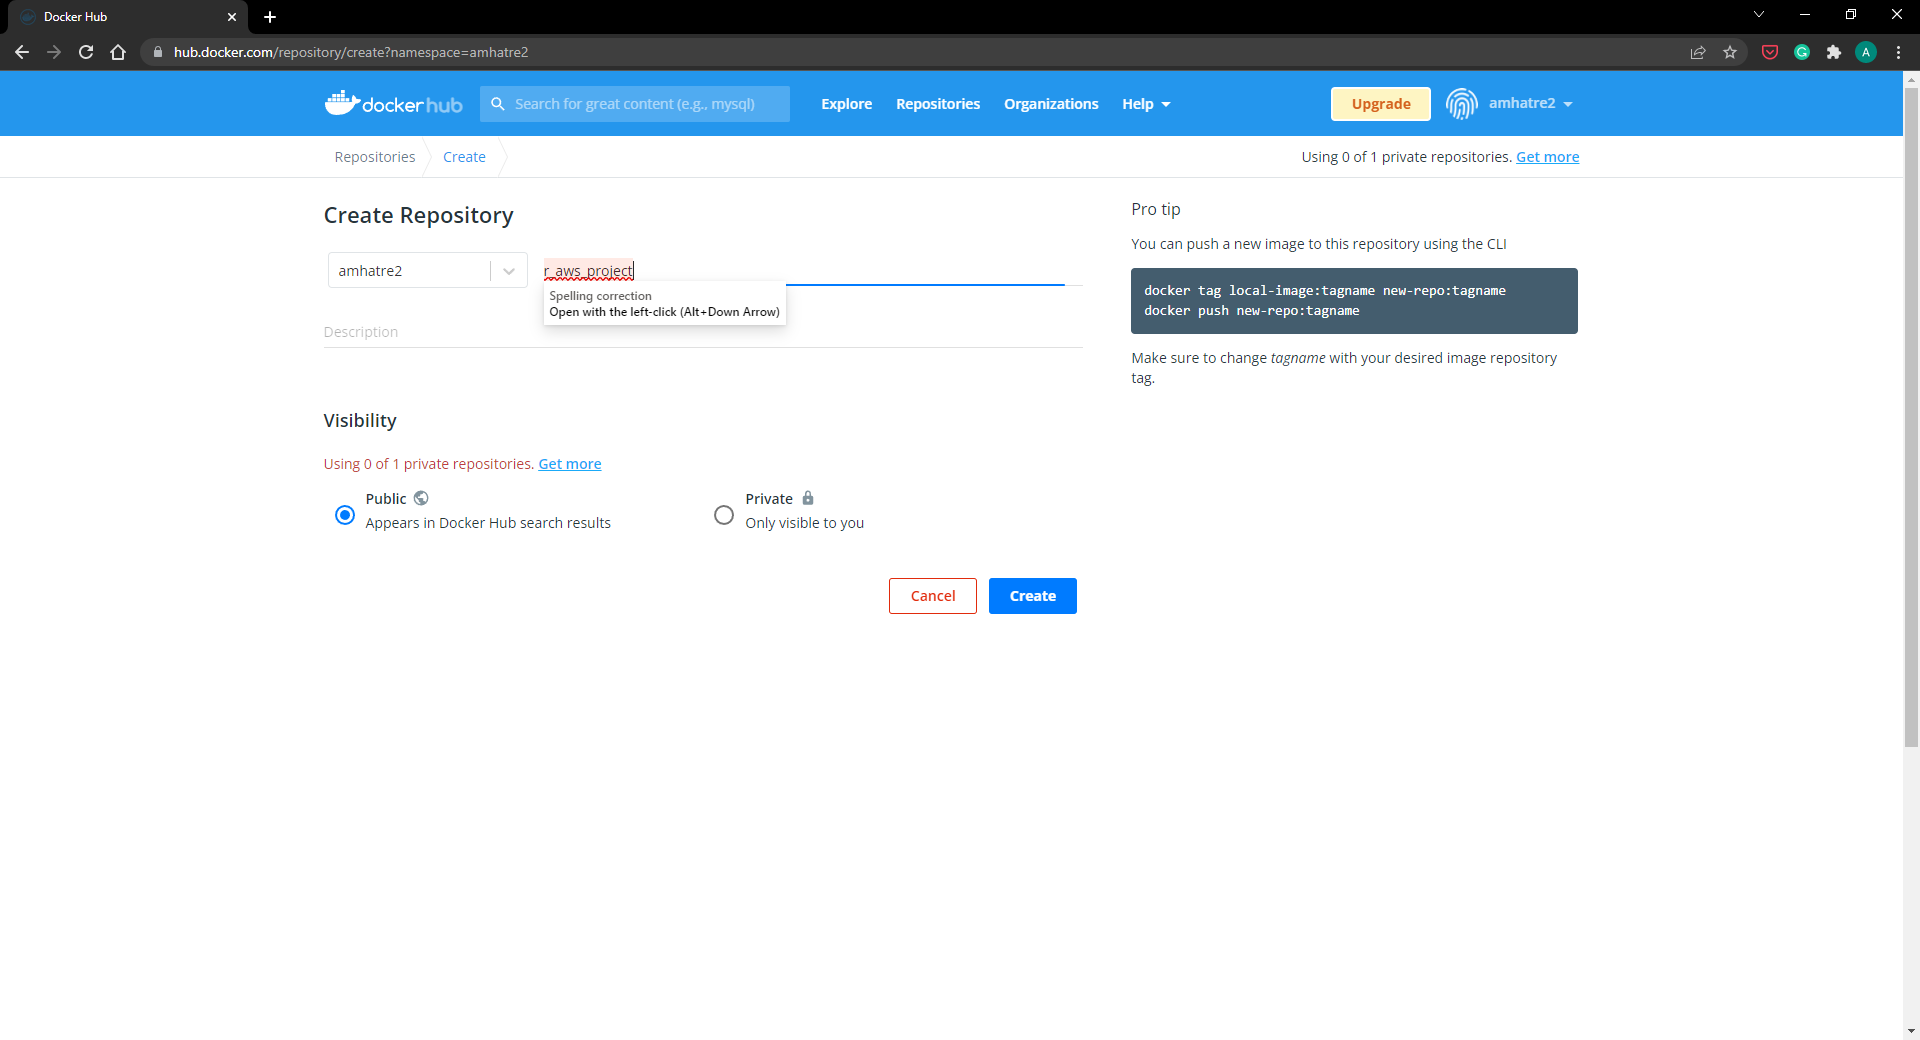 Docker Hub
hub.docker.com/repository/create?namespace=amhatre2
A
docker hub
Search for great content (e.g., mysql)
Explore
Repositories
Organizations
Help
Upgrade
amhatre2
Repositories
Create
Using 0 of 1 private repositories. Get more
Create Repository
amhatre2
r_aws_project
Spelling correction
Open with the left-click (Alt+Down Arrow)
Description
Visibility
Using 0 of 1 private repositories. Get more
Public
Appears in Docker Hub search results
Private
Only visible to you
Cancel
Create
Pro tip
You can push a new image to this repository using the CLI
docker tag local-image:tagname new-repo:tagname
docker push new-repo:tagname
Make sure to change tagname with your desired image repository
tag.